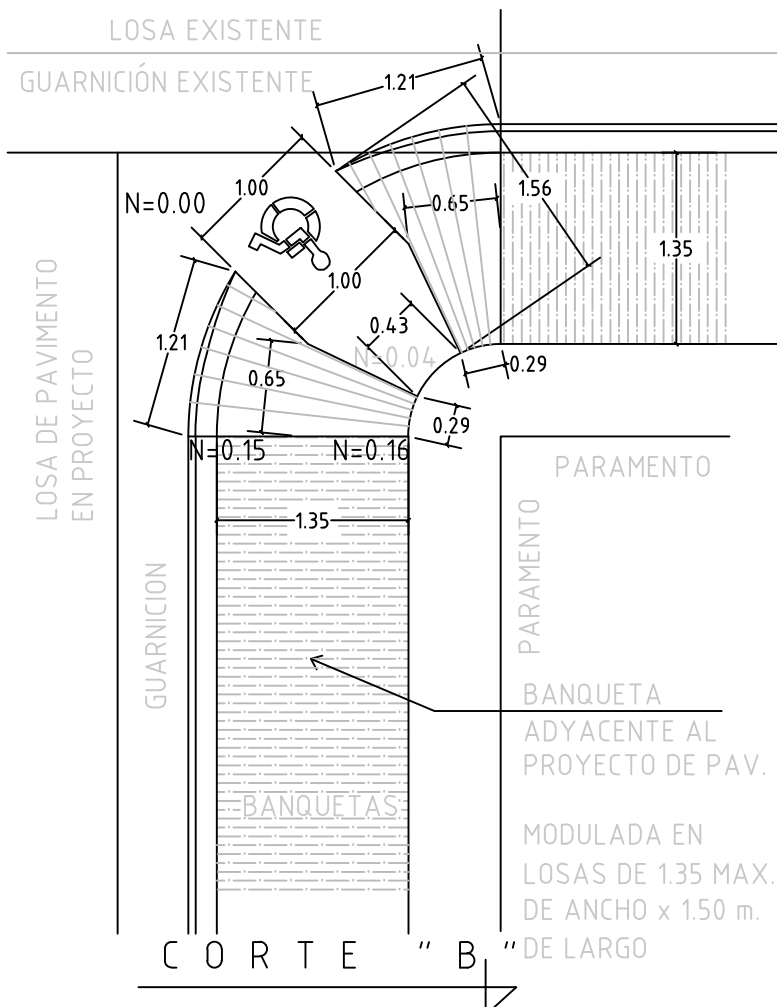 LOSA EXISTENTE
GUARNICIÓN EXISTENTE
1.21
1.00
N=0.00
0.65
1.56
1.35
1.00
0.43
1.21
N=0.04
0.29
0.65
0.29
LOSA DE PAVIMENTO
EN PROYECTO
N=0.15
N=0.16
PARAMENTO
1.35
PARAMENTO
GUARNICION
BANQUETA
ADYACENTE AL
PROYECTO DE PAV.
BANQUETAS
MODULADA EN
LOSAS DE 1.35 MAX.
DE ANCHO x 1.50 m.
DE LARGO
CORTE "B"